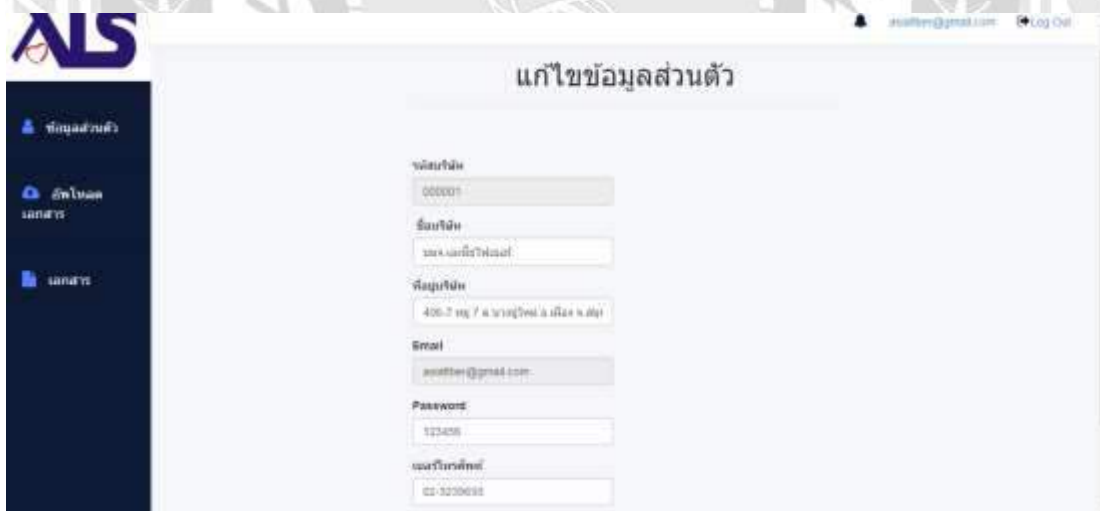 ALS
Log Out
แก้ไขข้อมูลส่วนตัว
ข้อมูลส่วนตัว
อัพโหลด
เอกสาร
เอกสาร
รหัสบริษัท
000001
ชื่อบริษัท
ที่อยู่บริษัท
Email
@gmail.com
Password
123456
เบอร์โทรศัพท์